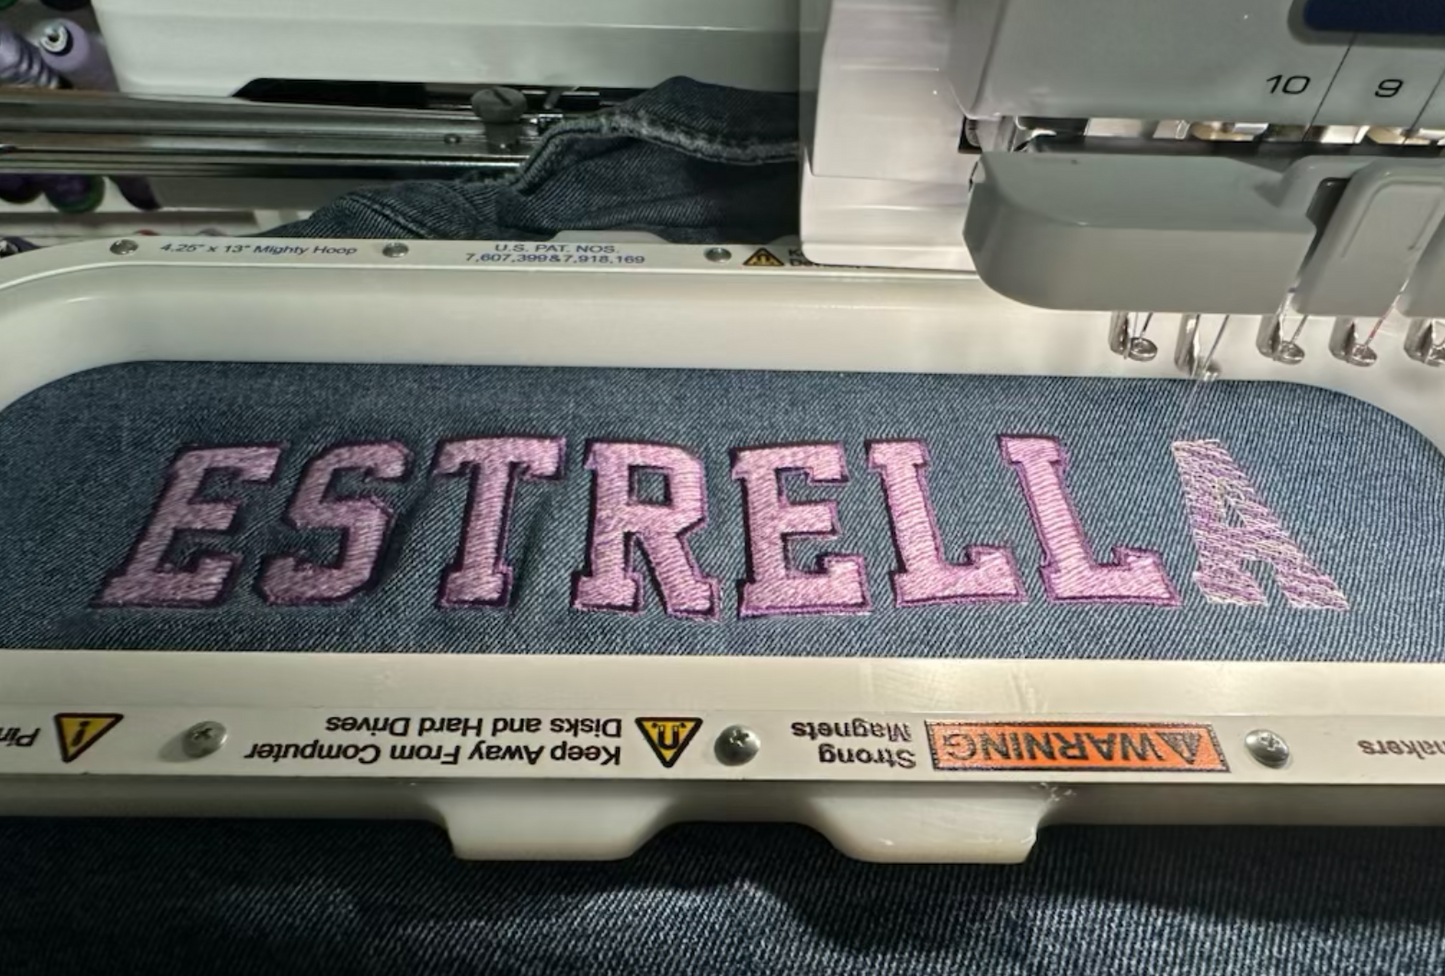 10 9
4.25" x 13" Mighty Hoop
U.S. PAT. NOS.
7,607,399&7,918,169
ESTRELLA
WARNING
Strong
Magnets
Keep Away From Computer
Disks and Hard Drives